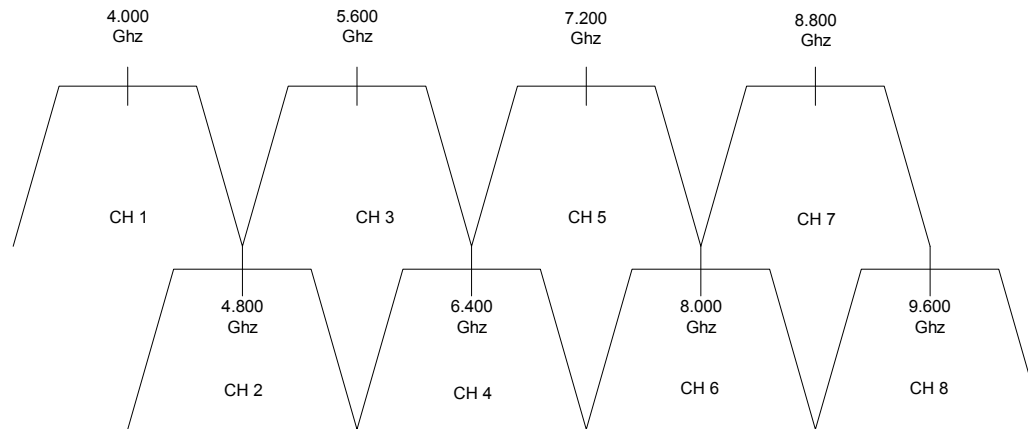 4.000
Ghz
5.600
Ghz
7.200
Ghz
8.800
Ghz
CH 1
CH 3
CH 5
CH 7
4.800
Ghz
6.400
Ghz
8.000
Ghz
9.600
Ghz
CH 2
CH 4
CH 6
CH 8